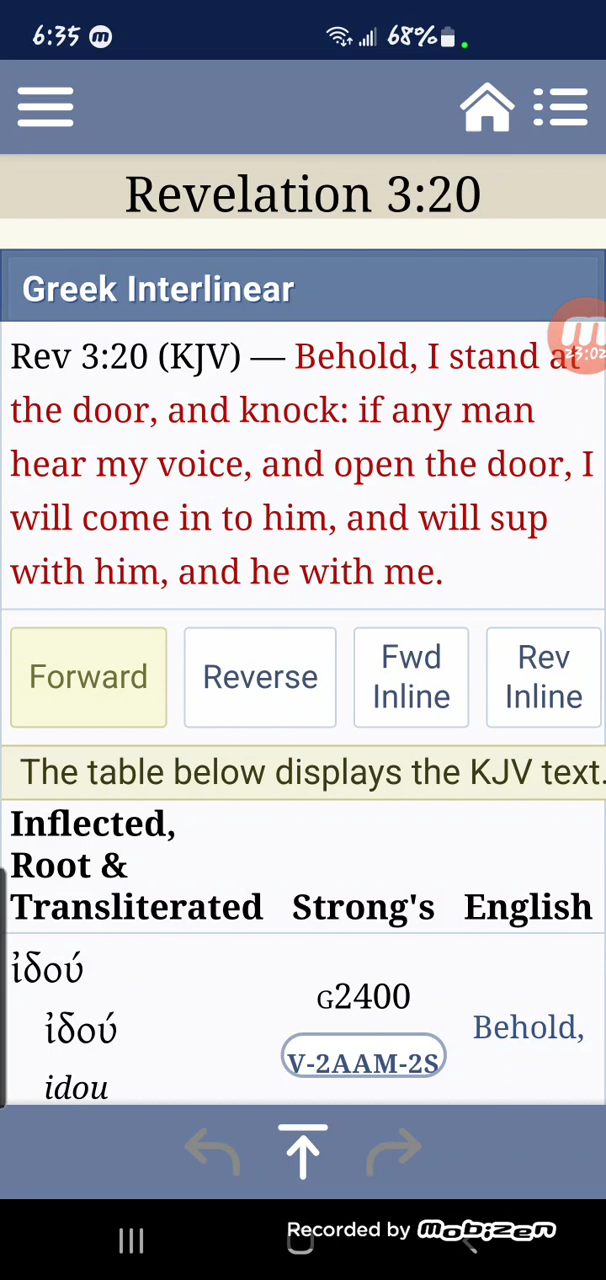 6:35 m 68%
Revelation 3:20
Greek Interlinear
Rev 3:20 (KJV) — Behold, I stand at
23:02
the door, and knock: if any man
hear my voice, and open the door, I
will come in to him, and will sup
with him, and he with me.
Forward Reverse Fwd Inline Rev Inline
The table below displays the KJV text.
Inflected,
Root &
Transliterated Strong's English
ἰδού
G2400
ἰδού
Behold,
V-2AAM-2S
idou
Recorded by mobizen